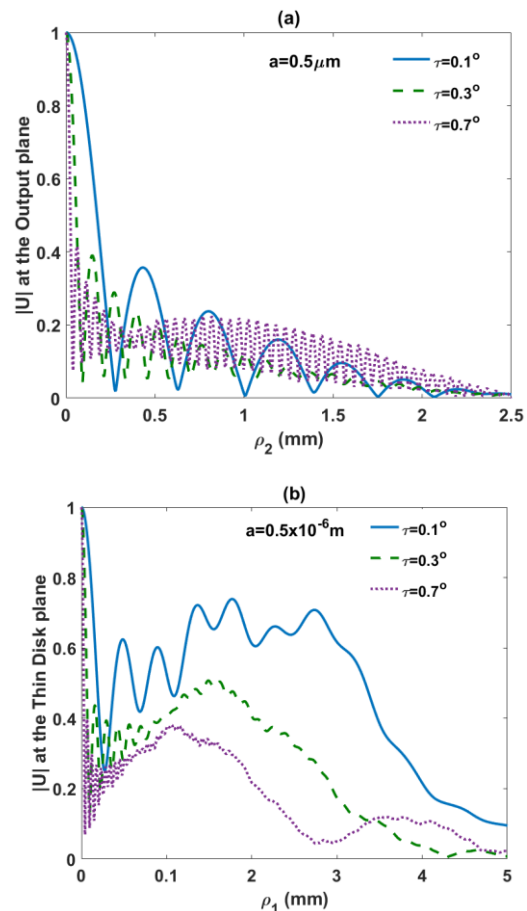 (a)
a=0.5μm
τ=0.1°
τ=0.3°
τ=0.7°
|U| at the Output plane
1
0.8
0.6
0.4
0.2
0
0 0.5 1 1.5 2 2.5
ρ2 (mm)
(b)
a=0.5x10-6m
τ=0.1°
τ=0.3°
τ=0.7°
|U| at the Thin Disk plane
1
0.8
0.6
0.4
0.2
0
0 0.1 2 3 4 5
ρ1 (mm)